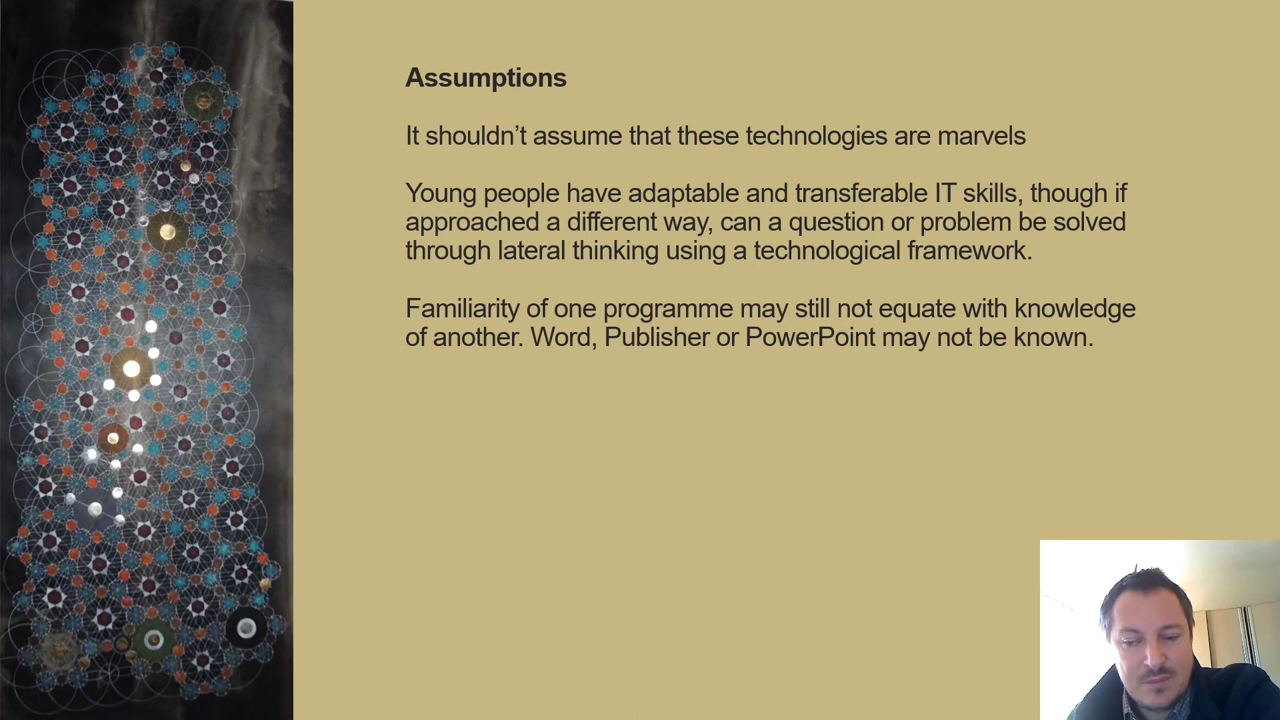 Assumptions
It shouldn’t assume that these technologies are marvels
Young people have adaptable and transferable IT skills, though if
approached a different way, can a question or problem be solved
through lateral thinking using a technological framework.
Familiarity of one programme may still not equate with knowledge
of another. Word, Publisher or PowerPoint may not be known.